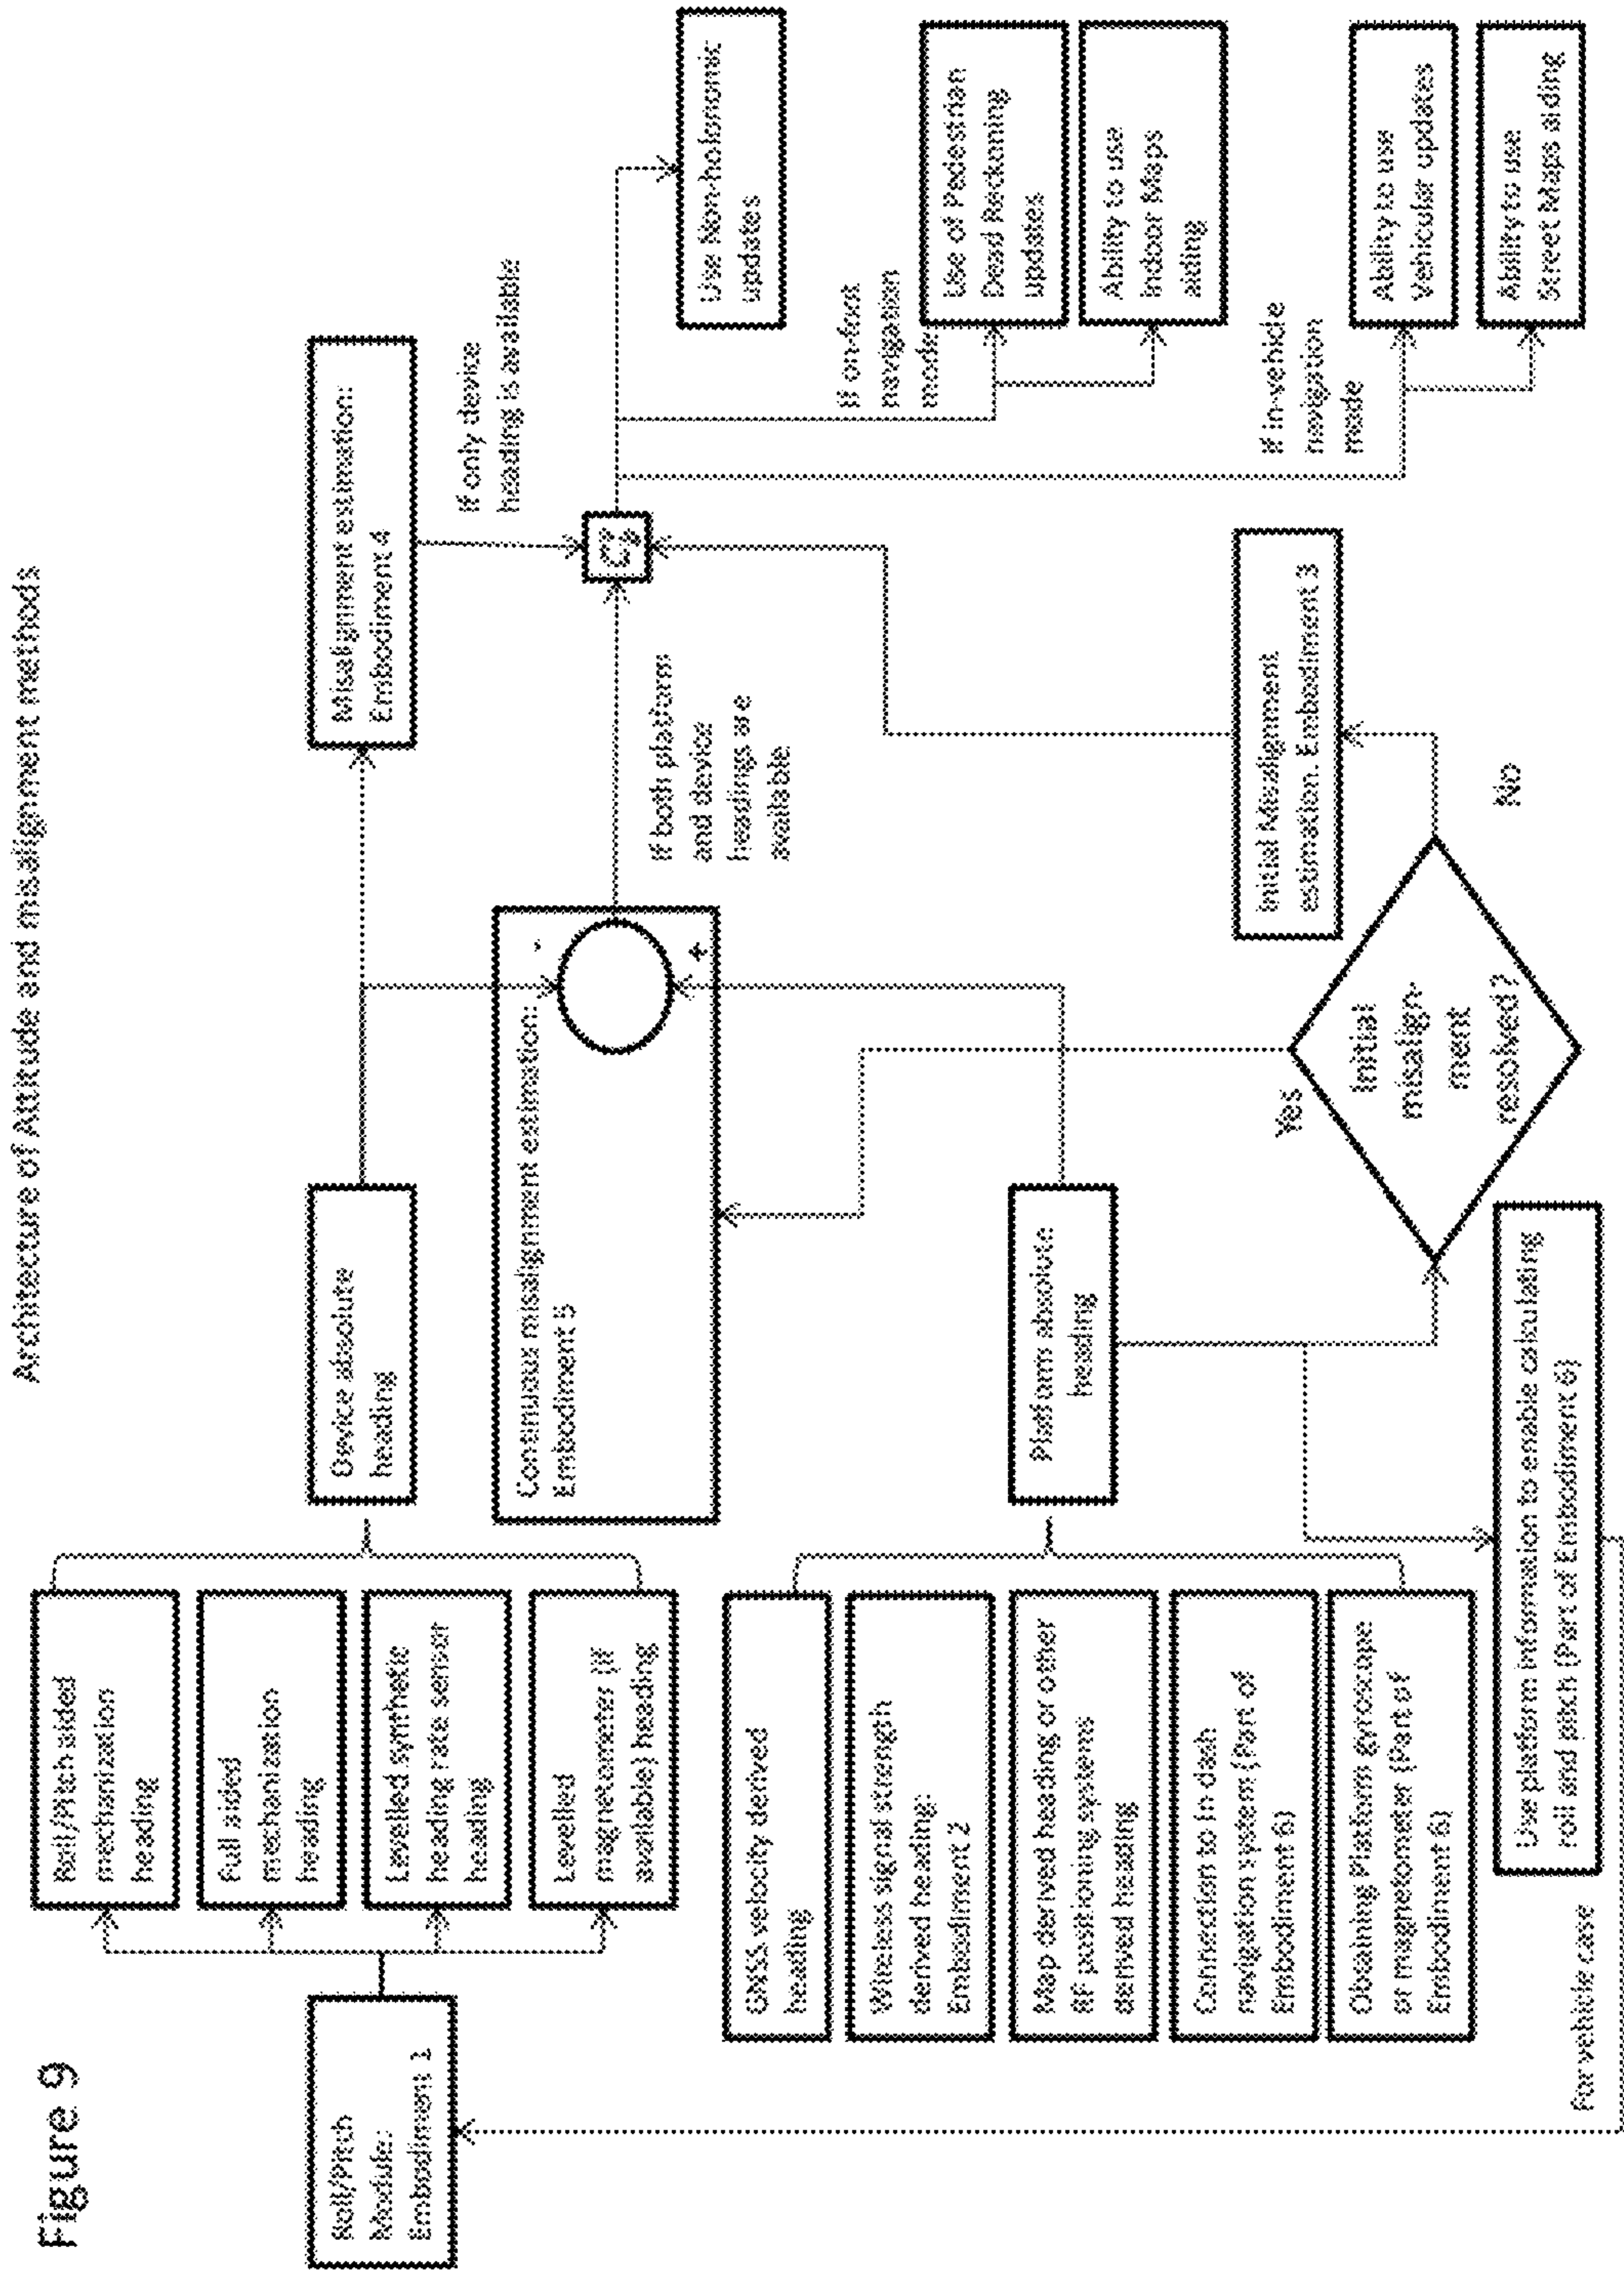 Figure 9
Architecture of Attitude and misalignment methods
Roll/Pitch
Module:
Embodiment 1
Roll/Pitch aided
mechanization
heading
Full aided
mechanization
heading
Levelled synthetic
heading rate sensor
heading
Levelled
magnetometer (if
available) heading
Device absolute
heading
Misalignment estimation:
Embodiment 4
If only device
heading is available
Continuous misalignment estimation:
Embodiment 5
-
+
If both platform
and device
headings are
available
Use Non-holonomic
updates
If on-foot
navigation
mode
Use of Pedestrian
Dead Reckoning
updates
Ability to use
Indoor Maps
aiding
If in-vehicle
navigation
mode
Ability to use
Vehicular updates
Ability to use
Street Maps aiding
GNSS velocity derived
heading
Wireless signal strength
derived heading:
Embodiment 2
Map derived heading or other
RF positioning systems
derived heading
Connection to in dash
navigation system (Part of
Embodiment 6)
Obtaining Platform gyroscope
or magnetometer (Part of
Embodiment 6)
Platform absolute
heading
Yes
Initial
misalign-
ment
resolved?
No
Initial Misalignment
estimation. Embodiment 3
Use platform information to enable calculating
roll and pitch (Part of Embodiment 6)
For vehicle case